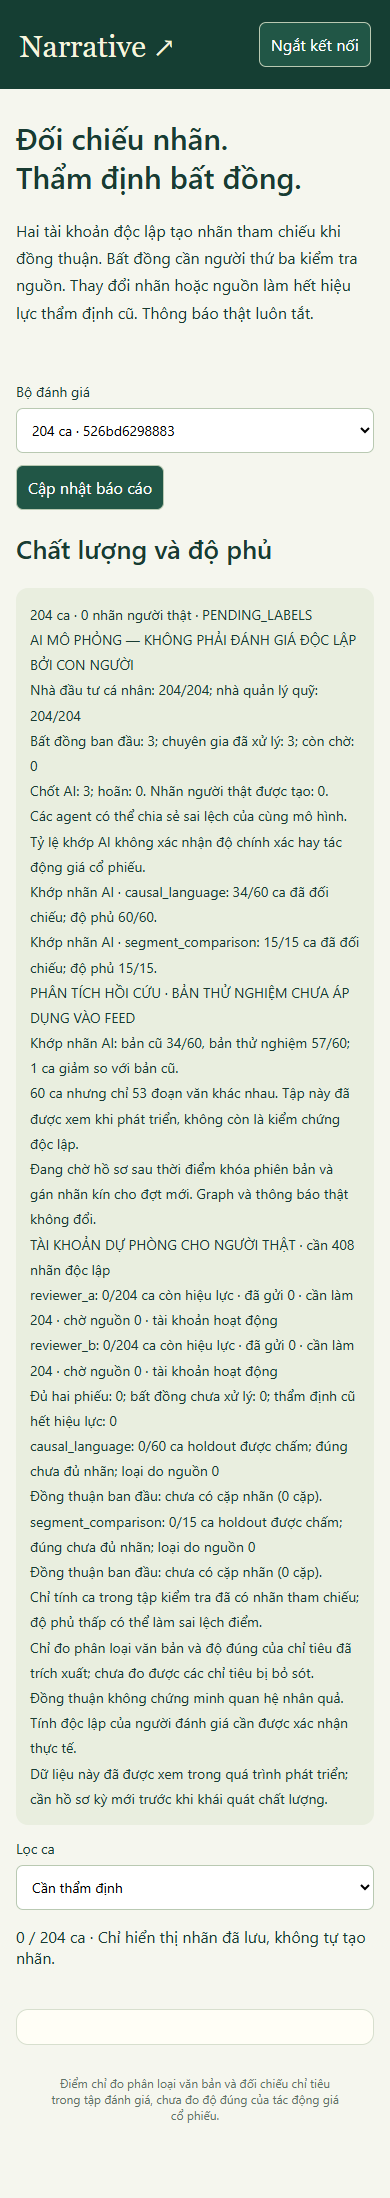 Narrative ↗
Ngắt kết nối
Đối chiếu nhãn.
Thẩm định bất đồng.
Hai tài khoản độc lập tạo nhãn tham chiếu khi
đồng thuận. Bất đồng cần người thứ ba kiểm tra
nguồn. Thay đổi nhãn hoặc nguồn làm hết hiệu
lực thẩm định cũ. Thông báo thật luôn tắt.
Bộ đánh giá
204 ca · 526bd6298883
Cập nhật báo cáo
Chất lượng và độ phủ
204 ca · 0 nhãn người thật · PENDING_LABELS
AI MÔ PHỎNG — KHÔNG PHẢI ĐÁNH GIÁ ĐỘC LẬP
BỞI CON NGƯỜI
Nhà đầu tư cá nhân: 204/204; nhà quản lý quỹ:
204/204
Bất đồng ban đầu: 3; chuyên gia đã xử lý: 3; còn chờ:
0
Chốt AI: 3; hoãn: 0. Nhãn người thật được tạo: 0.
Các agent có thể chia sẻ sai lệch của cùng mô hình.
Tỷ lệ khớp AI không xác nhận độ chính xác hay tác
động giá cổ phiếu.
Khớp nhãn AI · causal_language: 34/60 ca đã đối
chiếu; độ phủ 60/60.
Khớp nhãn AI · segment_comparison: 15/15 ca đã đối
chiếu; độ phủ 15/15.
PHÂN TÍCH HỒI CỨU · BẢN THỬ NGHIỆM CHƯA ÁP
DỤNG VÀO FEED
Khớp nhãn AI: bản cũ 34/60, bản thử nghiệm 57/60;
1 ca giảm so với bản cũ.
60 ca nhưng chỉ 53 đoạn văn khác nhau. Tập này đã
được xem khi phát triển, không còn là kiểm chứng
độc lập.
Đang chờ hồ sơ sau thời điểm khóa phiên bản và
gán nhãn kín cho đợt mới. Graph và thông báo thật
không đổi.
TÀI KHOẢN DỰ PHÒNG CHO NGƯỜI THẬT · cần 408
nhãn độc lập
reviewer_a: 0/204 ca còn hiệu lực · đã gửi 0 · cần làm
204 · chờ nguồn 0 · tài khoản hoạt động
reviewer_b: 0/204 ca còn hiệu lực · đã gửi 0 · cần làm
204 · chờ nguồn 0 · tài khoản hoạt động
Đủ hai phiếu: 0; bất đồng chưa xử lý: 0; thẩm định cũ
hết hiệu lực: 0
causal_language: 0/60 ca holdout được chấm; đúng
chưa đủ nhãn; loại do nguồn 0
Đồng thuận ban đầu: chưa có cặp nhãn (0 cặp).
segment_comparison: 0/15 ca holdout được chấm;
đúng chưa đủ nhãn; loại do nguồn 0
Đồng thuận ban đầu: chưa có cặp nhãn (0 cặp).
Chỉ tính ca trong tập kiểm tra đã có nhãn tham chiếu;
độ phủ thấp có thể làm sai lệch điểm.
Chỉ đo phân loại văn bản và độ đúng của chỉ tiêu đã
trích xuất; chưa đo được các chỉ tiêu bị bỏ sót.
Đồng thuận không chứng minh quan hệ nhân quả.
Tính độc lập của người đánh giá cần được xác nhận
thực tế.
Dữ liệu này đã được xem trong quá trình phát triển;
cần hồ sơ kỳ mới trước khi khái quát chất lượng.
Lọc ca
Cần thẩm định
0 / 204 ca · Chỉ hiển thị nhãn đã lưu, không tự tạo
nhãn.
Điểm chỉ đo phân loại văn bản và đối chiếu chỉ tiêu
trong tập đánh giá, chưa đo độ đúng của tác động giá
cổ phiếu.